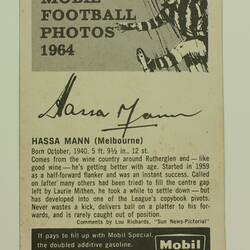 MOBIL
FOOTBALL
PHOTOS
1964
Hassa Mann
HASSA MANN (Melbourne)
Born October, 1940. 5 ft. 9½ in., 12 st.
Comes from the wine country around Rutherglen and — like
good wine — he's getting better with age. Started in 1959
as a half-forward flanker and was an instant success. Called
on (after many others had been tried) to fill the centre gap
left by Laurie Mithen, he took a while to settle down — but
has developed into one of the League's copybook pivots.
Never wastes a kick, delivers ball on a platter to his for-
wards, and is rarely caught out of position.
Comments by Lou Richards. "Sun News-Pictorial"
It pays to fill up with Mobil Special,
the doubled additive gasoline.
Mobil